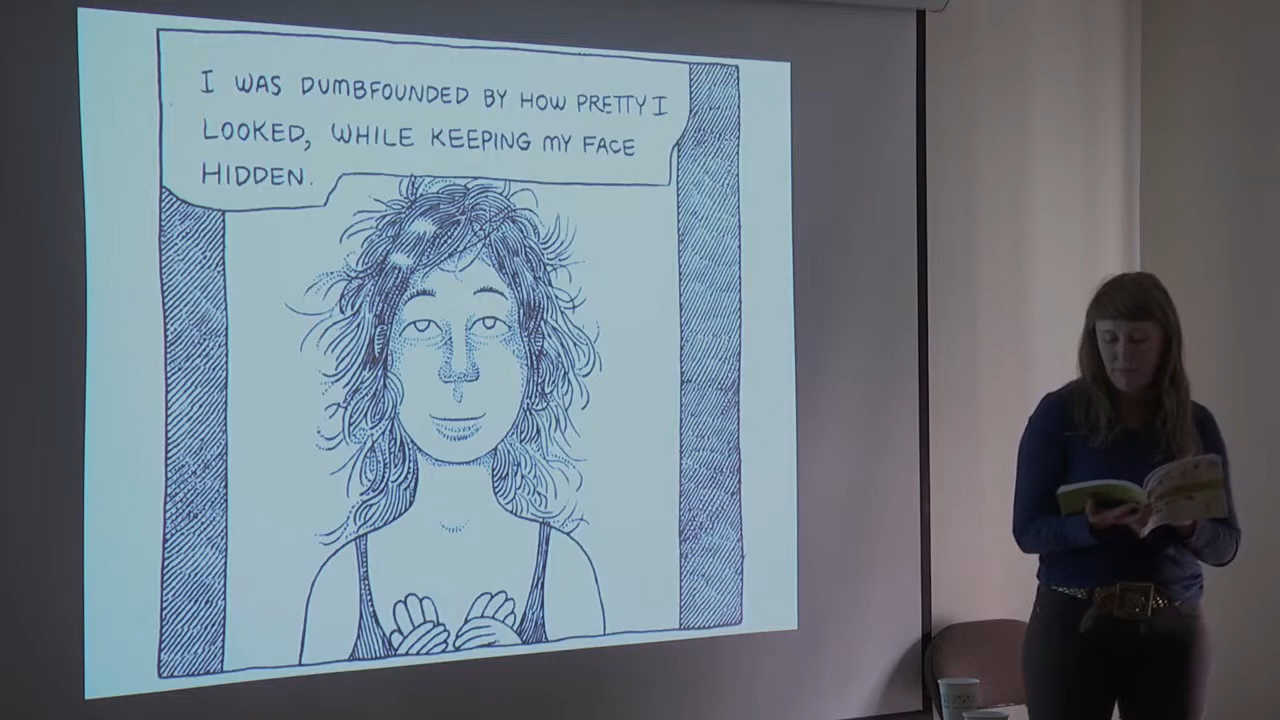 I WAS DUMBFOUNDED BY HOW PRETTY I
LOOKED, WHILE KEEPING MY FACE
HIDDEN.